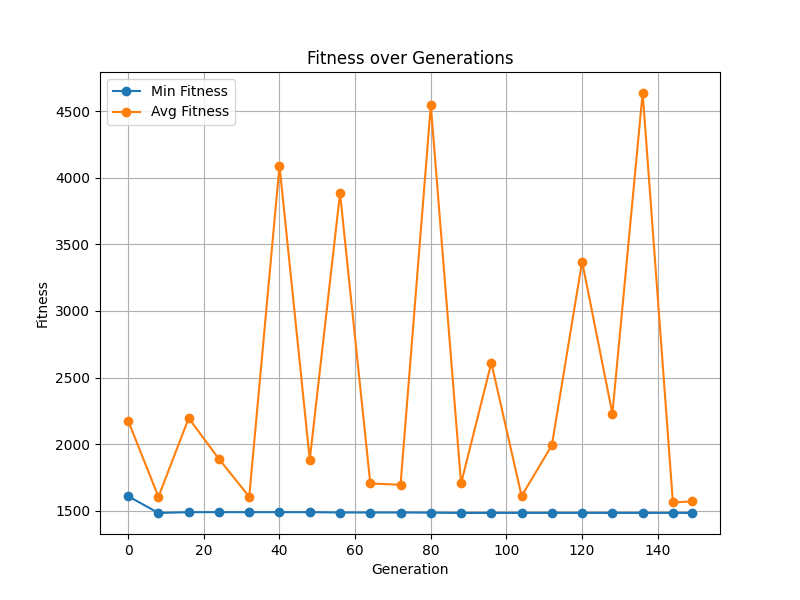 Fitness over Generations
Min Fitness
Avg Fitness
4500
4000
3500
3000
2500
2000
1500
Fitness
0 20 40 60 80 100 120 140
Generation